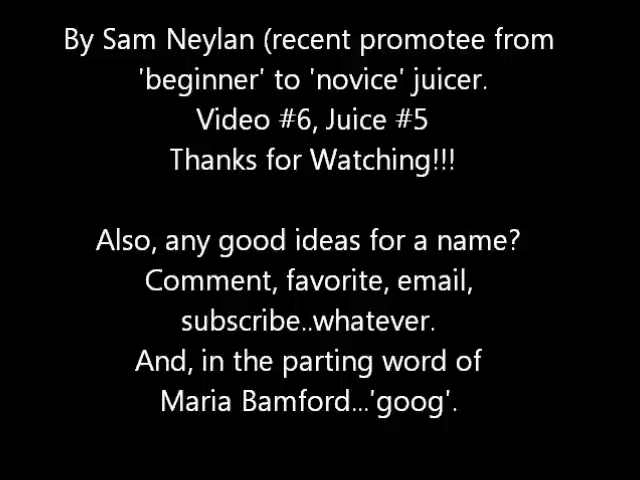 By Sam Neylan (recent promotee from
'beginner' to 'novice' juicer.
Video #6, Juice #5
Thanks for Watching!!!
Also, any good ideas for a name?
Comment, favorite, email,
subscribe..whatever.
And, in the parting word of
Maria Bamford...'goog'.